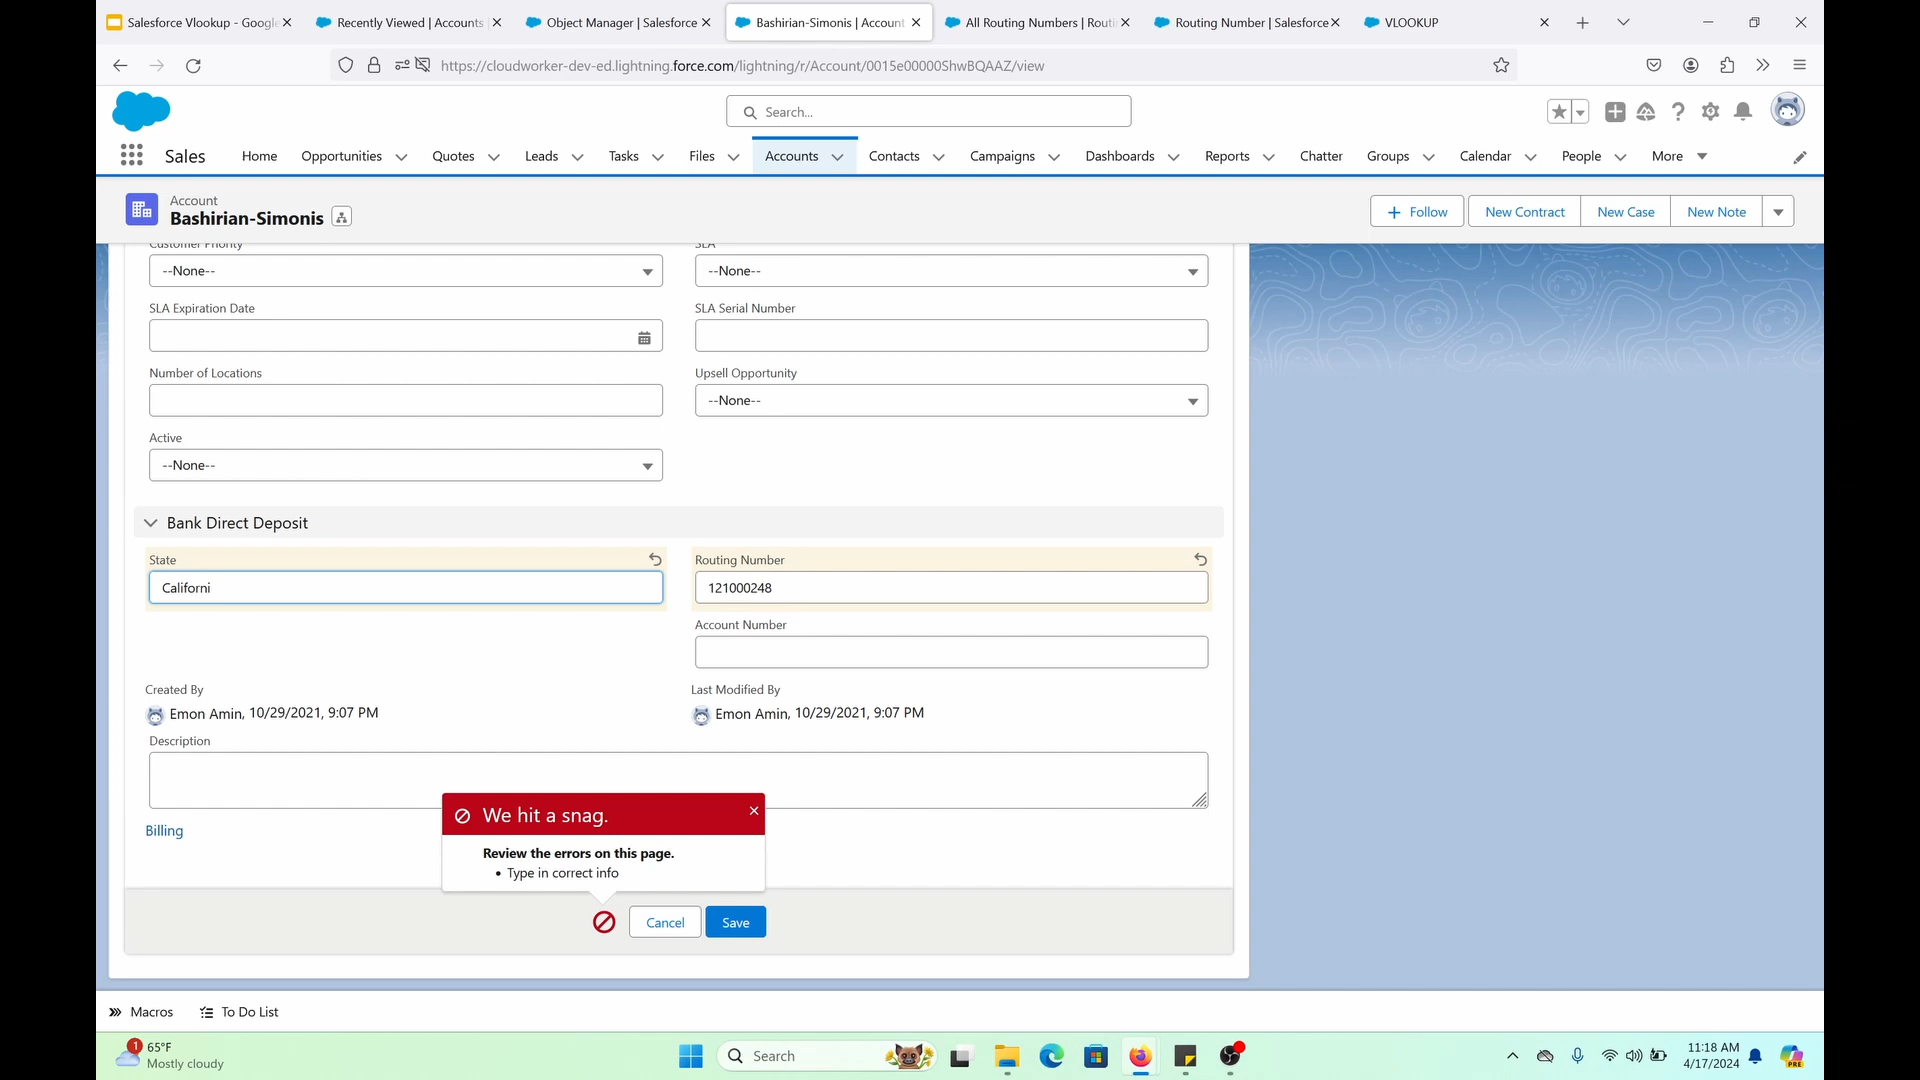 Salesforce Vlookup - Google
Recently Viewed | Accounts
Object Manager | Salesforce
Bashirian-Simonis | Account
All Routing Numbers | Routi
Routing Number | Salesforce
VLOOKUP
https://cloudworker-dev-ed.lightning.force.com/lightning/r/Account/0015e00000ShwBQAAZ/view
Search...
Sales
Home
Opportunities
Quotes
Leads
Tasks
Files
Accounts
Contacts
Campaigns
Dashboards
Reports
Chatter
Groups
Calendar
People
More
Account
Bashirian-Simonis
Follow
New Contract
New Case
New Note
Customer Priority
SLA
--None--
--None--
SLA Expiration Date
SLA Serial Number
Number of Locations
Upsell Opportunity
--None--
Active
--None--
Bank Direct Deposit
State
Routing Number
Californi
121000248
Account Number
Created By
Last Modified By
Emon Amin, 10/29/2021, 9:07 PM
Emon Amin, 10/29/2021, 9:07 PM
Description
We hit a snag.
Billing
Review the errors on this page.
• Type in correct info
Cancel
Save
Macros
To Do List
1
65°F
Mostly cloudy
Search
11:18 AM
4/17/2024
PRE